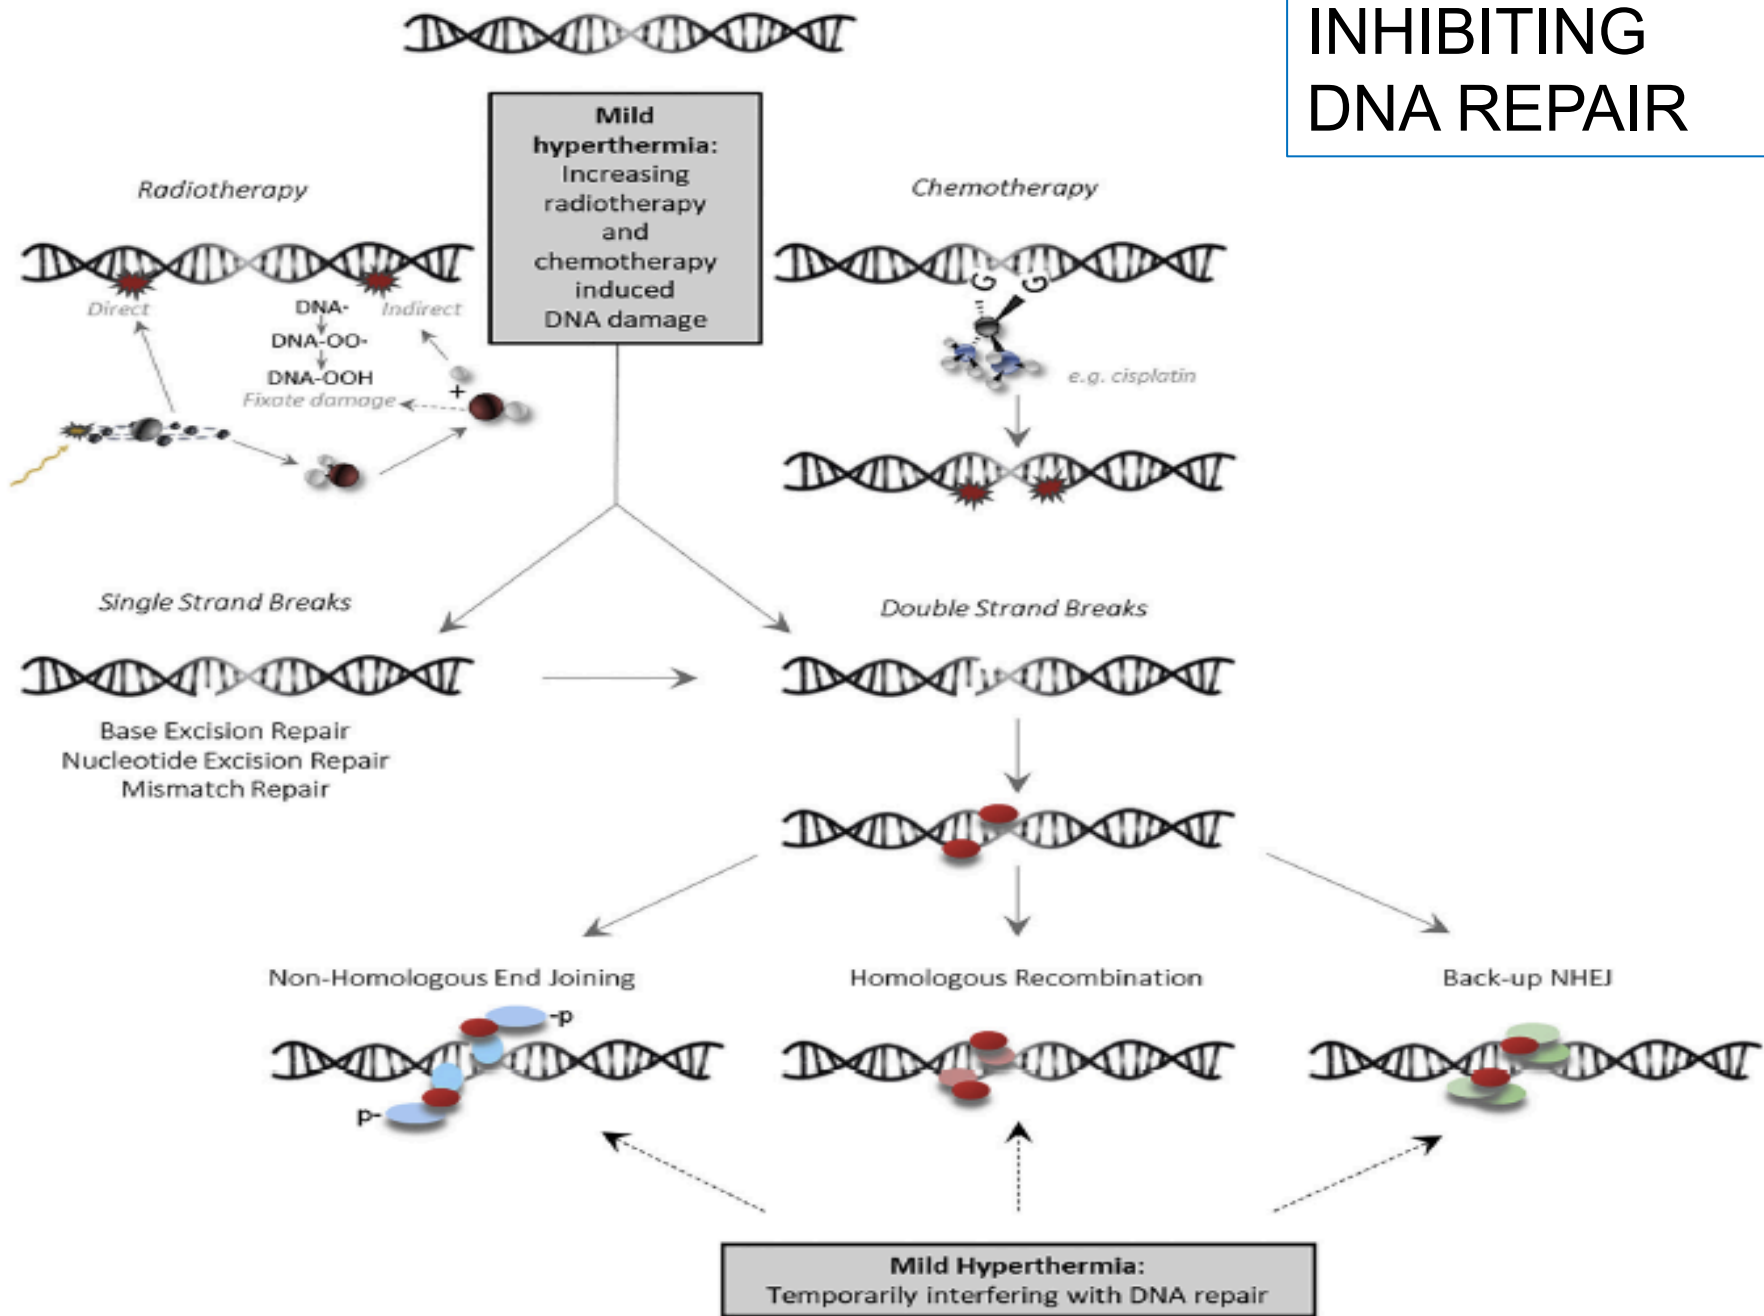 INHIBITING
DNA REPAIR
Mild
hyperthermia:
Increasing
radiotherapy
and
chemotherapy
induced
DNA damage
Radiotherapy
Direct
DNA·
Indirect
DNA-OO·
DNA-OOH
Fixate damage
+
Chemotherapy
G G
e.g. cisplatin
Single Strand Breaks
Double Strand Breaks
Base Excision Repair
Nucleotide Excision Repair
Mismatch Repair
Non-Homologous End Joining
Homologous Recombination
Back-up NHEJ
-p
p-
Mild Hyperthermia:
Temporarily interfering with DNA repair